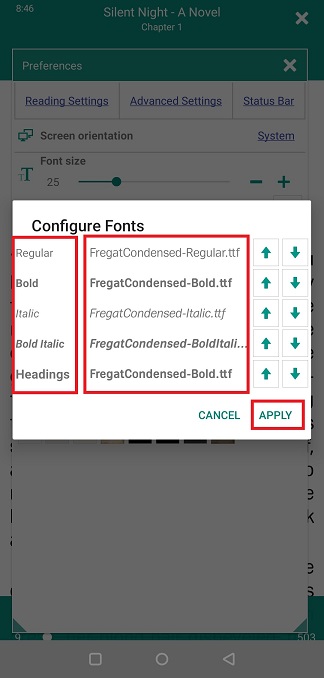 8:46
Silent Night - A Novel
Chapter 1
Preferences
Reading Settings Advanced Settings Status Bar
Screen orientation System
Font size
25
Configure Fonts
Regular FregatCondensed-Regular.ttf
Bold FregatCondensed-Bold.ttf
Italic FregatCondensed-Italic.ttf
Bold Italic FregatCondensed-BoldItali...
Headings FregatCondensed-Bold.ttf
CANCEL APPLY
9 503